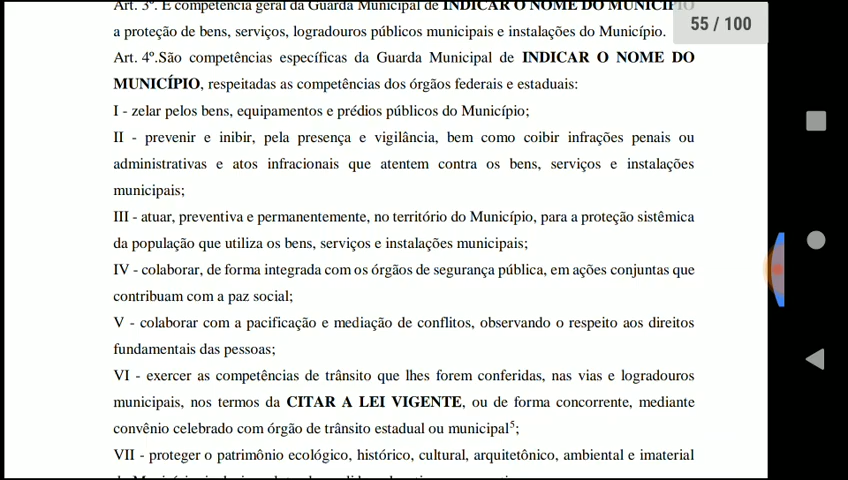 Art. 3º. É competência geral da Guarda Municipal de INDICAR O NOME DO MUNICÍPIO
55 / 100
a proteção de bens, serviços, logradouros públicos municipais e instalações do Município.
Art. 4º.São competências específicas da Guarda Municipal de INDICAR O NOME DO
MUNICÍPIO, respeitadas as competências dos órgãos federais e estaduais:
I - zelar pelos bens, equipamentos e prédios públicos do Município;
II - prevenir e inibir, pela presença e vigilância, bem como coibir infrações penais ou
administrativas e atos infracionais que atentem contra os bens, serviços e instalações
municipais;
III - atuar, preventiva e permanentemente, no território do Município, para a proteção sistêmica
da população que utiliza os bens, serviços e instalações municipais;
IV - colaborar, de forma integrada com os órgãos de segurança pública, em ações conjuntas que
contribuam com a paz social;
V - colaborar com a pacificação e mediação de conflitos, observando o respeito aos direitos
fundamentais das pessoas;
VI - exercer as competências de trânsito que lhes forem conferidas, nas vias e logradouros
municipais, nos termos da CITAR A LEI VIGENTE, ou de forma concorrente, mediante
convênio celebrado com órgão de trânsito estadual ou municipal⁵;
VII - proteger o patrimônio ecológico, histórico, cultural, arquitetônico, ambiental e imaterial